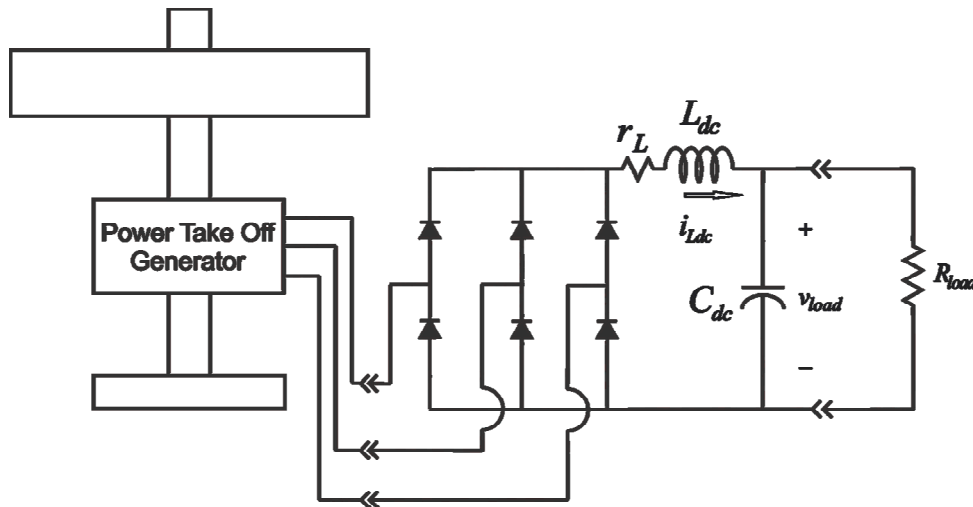 Power Take Off
Generator
r_L
L_dc
i_Ldc
C_dc
+
v_load
−
R_load